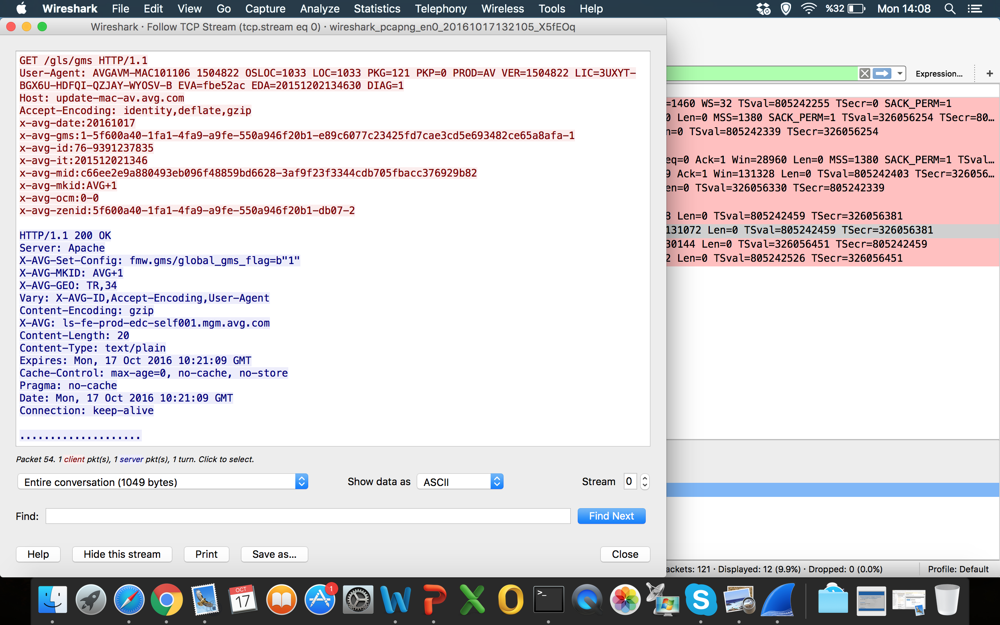 Wireshark File Edit View Go Capture Analyze Statistics Telephony Wireless Tools Help %32 Mon 14:08
Wireshark · Follow TCP Stream (tcp.stream eq 0) · wireshark_pcapng_en0_20161017132105_X5fEOq
GET /gls/gms HTTP/1.1
User-Agent: AVGAVM-MAC101106 1504822 OSLOC=1033 LOC=1033 PKG=121 PKP=0 PROD=AV VER=1504822 LIC=3UXYT-
BGX6U-HDFQI-QZJAY-WYOSV-B EVA=fbe52ac EDA=20151202134630 DIAG=1
Host: update-mac-av.avg.com
Accept-Encoding: identity,deflate,gzip
x-avg-date:20161017
x-avg-gms:1-5f600a40-1fa1-4fa9-a9fe-550a946f20b1-e89c6077c23425fd7cae3cd5e693482ce65a8afa-1
x-avg-id:76-9391237835
x-avg-it:201512021346
x-avg-mid:c66ee2e9a880493eb096f48859bd6628-3af9f23f3344cdb705fbacc376929b82
x-avg-mkid:AVG+1
x-avg-ocm:0-0
x-avg-zenid:5f600a40-1fa1-4fa9-a9fe-550a946f20b1-db07-2
HTTP/1.1 200 OK
Server: Apache
X-AVG-Set-Config: fmw.gms/global_gms_flag=b"1"
X-AVG-MKID: AVG+1
X-AVG-GEO: TR,34
Vary: X-AVG-ID,Accept-Encoding,User-Agent
Content-Encoding: gzip
X-AVG: ls-fe-prod-edc-self001.mgm.avg.com
Content-Length: 20
Content-Type: text/plain
Expires: Mon, 17 Oct 2016 10:21:09 GMT
Cache-Control: max-age=0, no-cache, no-store
Pragma: no-cache
Date: Mon, 17 Oct 2016 10:21:09 GMT
Connection: keep-alive
....................
Packet 54. 1 client pkt(s), 1 server pkt(s), 1 turn. Click to select.
Entire conversation (1049 bytes) Show data as ASCII Stream 0
Find: Find Next
Help Hide this stream Print Save as... Close
Expression... +
=1460 WS=32 TSval=805242255 TSecr=0 SACK_PERM=1
0 Len=0 MSS=1380 SACK_PERM=1 TSval=326056254 TSecr=80...
n=0 TSval=805242339 TSecr=326056254
eq=0 Ack=1 Win=28960 Len=0 MSS=1380 SACK_PERM=1 TSval...
9 Ack=1 Win=131328 Len=0 TSval=805242403 TSecr=326056...
en=0 TSval=326056330 TSecr=805242339
8 Len=0 TSval=805242459 TSecr=326056381
131072 Len=0 TSval=805242459 TSecr=326056381
30144 Len=0 TSval=326056451 TSecr=805242459
2 Len=0 TSval=805242526 TSecr=326056451
ackets: 121 · Displayed: 12 (9.9%) · Dropped: 0 (0.0%) Profile: Default
OCT
17
1
>_